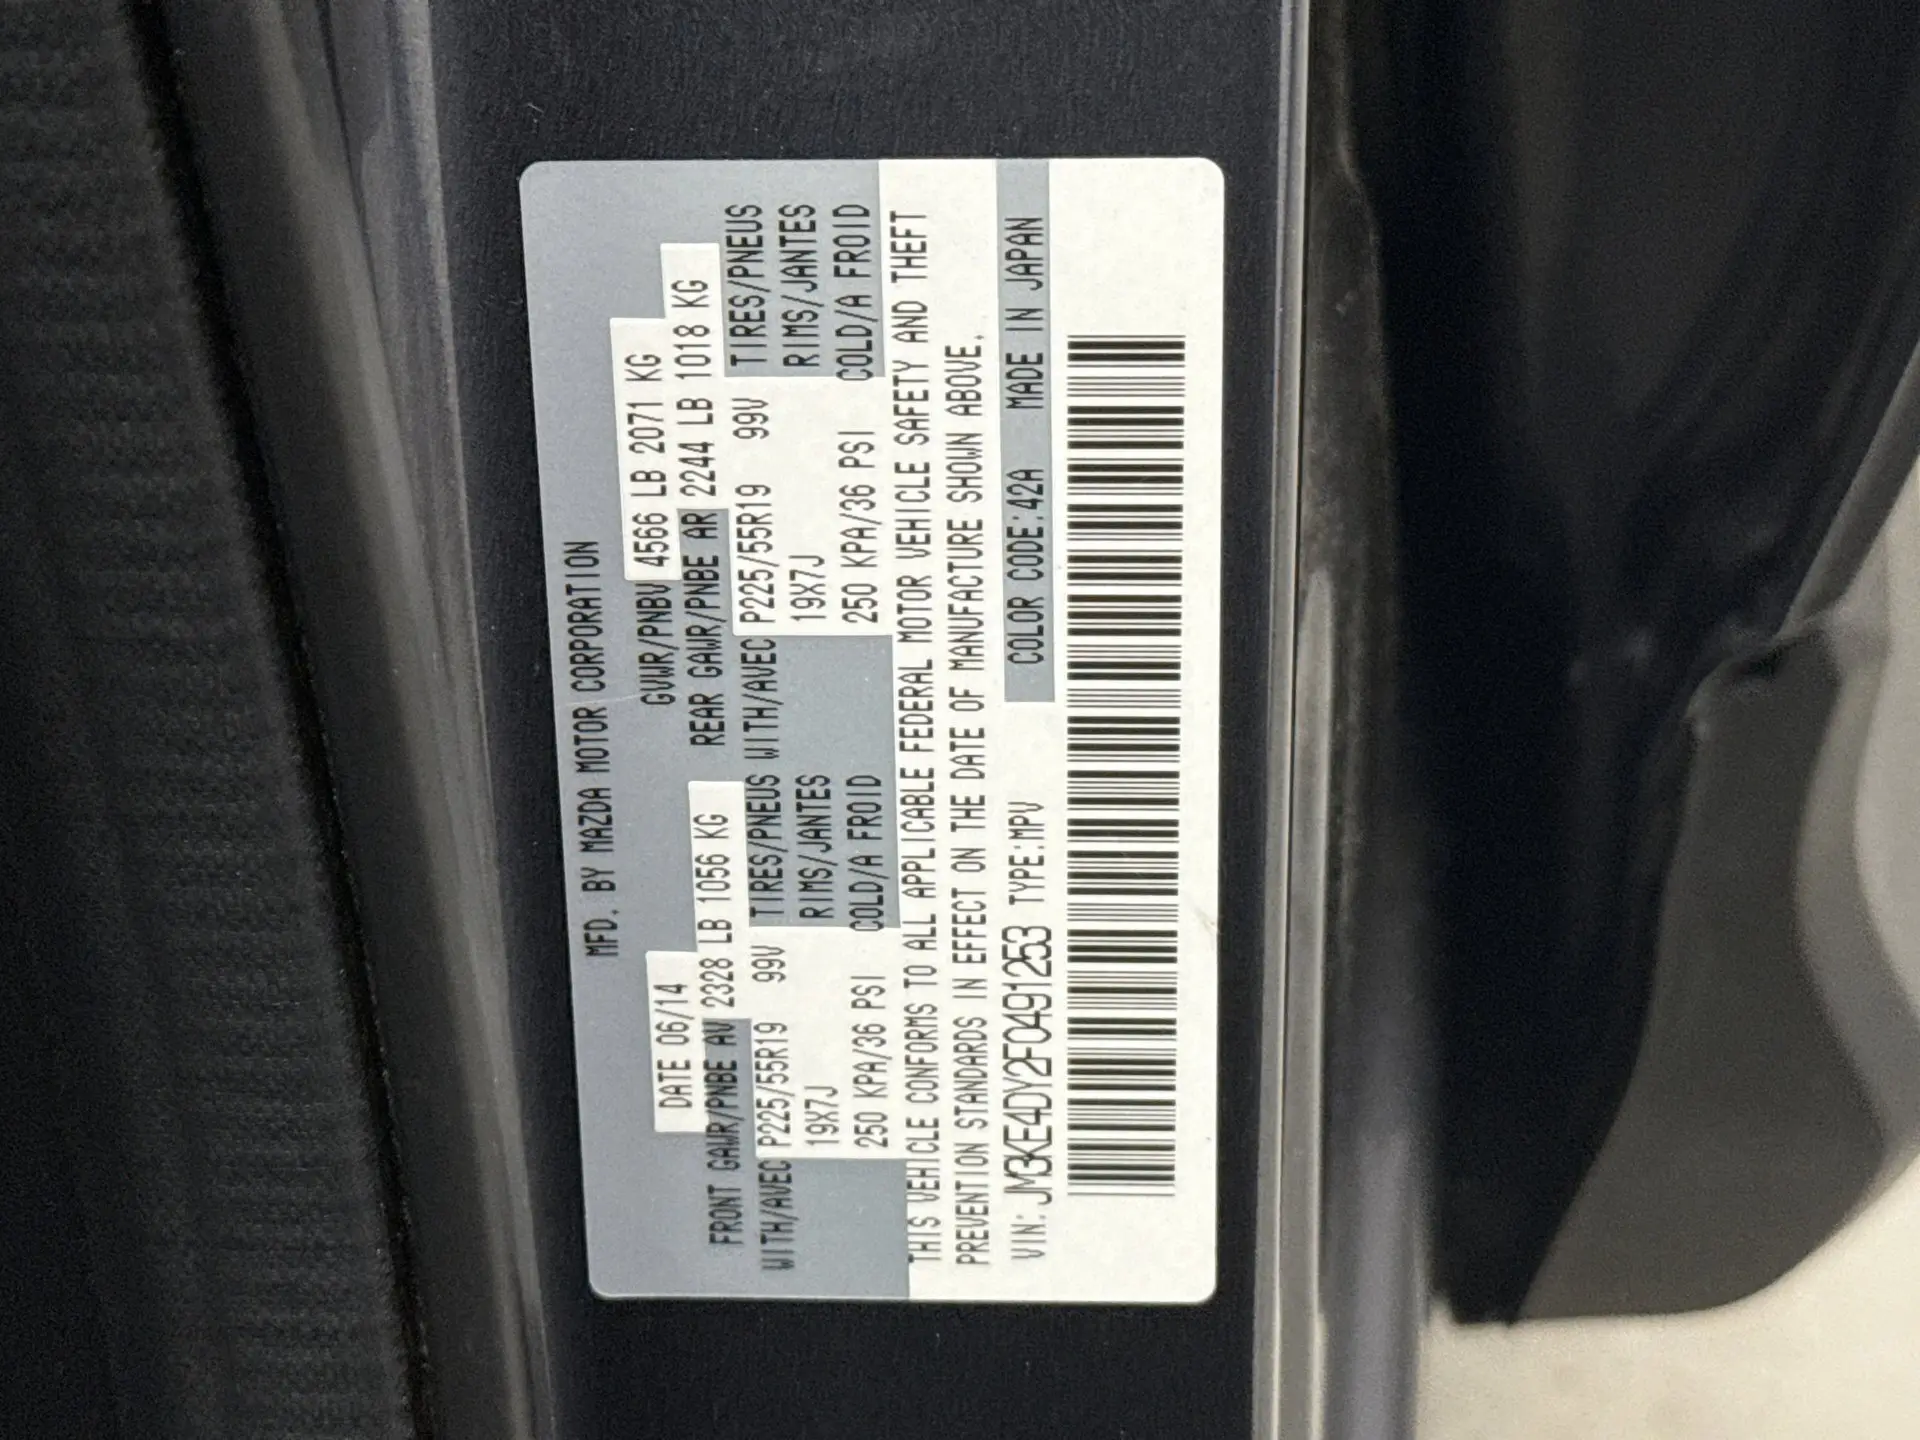 MFD. BY MAZDA MOTOR CORPORATION
DATE 06/14 GVWR/PNBV 4566 LB 2071 KG
FRONT GAWR/PNBE AV 2328 LB 1056 KG REAR GAWR/PNBE AR 2244 LB 1018 KG
WITH/AVEC P225/55R19 99V TIRES/PNEUS WITH/AVEC P225/55R19 99V TIRES/PNEUS
19X7J RIMS/JANTES 19X7J RIMS/JANTES
250 KPA/36 PSI COLD/A FROID 250 KPA/36 PSI COLD/A FROID
THIS VEHICLE CONFORMS TO ALL APPLICABLE FEDERAL MOTOR VEHICLE SAFETY AND THEFT
PREVENTION STANDARDS IN EFFECT ON THE DATE OF MANUFACTURE SHOWN ABOVE.
VIN: JM3KE4DY2F0491253 TYPE:MPV COLOR CODE:42A MADE IN JAPAN